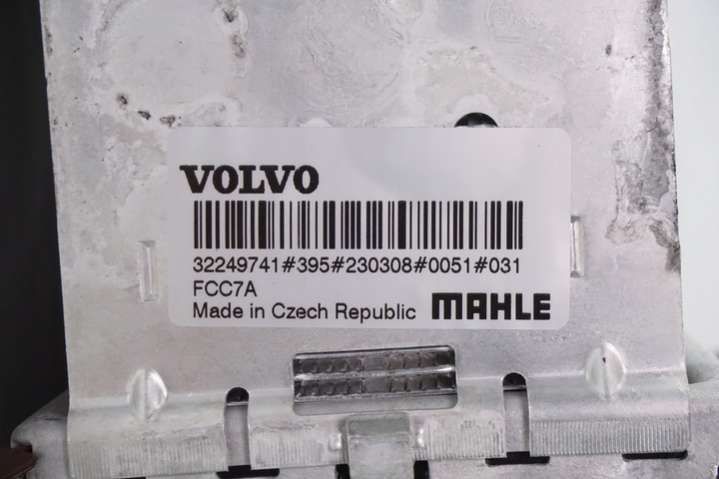 VOLVO
32249741#395#230308#0051#031
FCC7A
Made in Czech Republic MAHLE